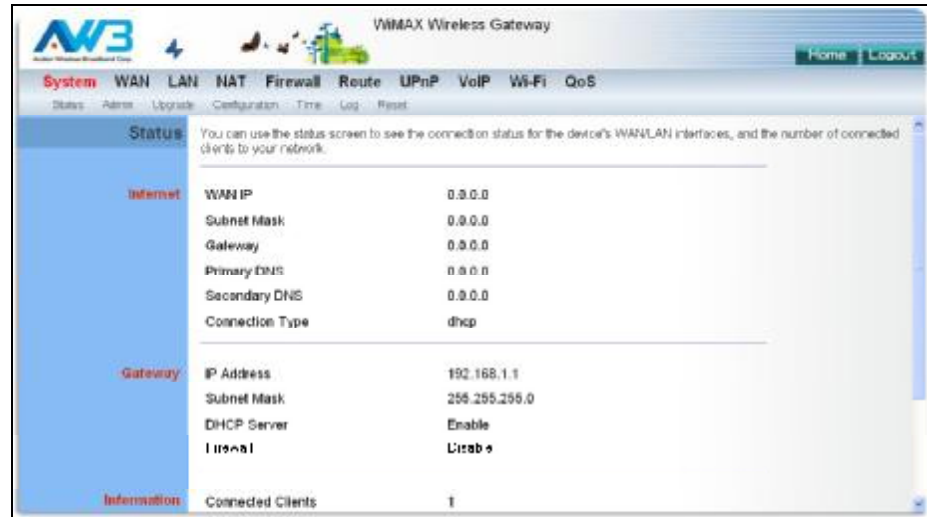 WiMAX Wireless Gateway
AWB
Home Logout
System WAN LAN NAT Firewall Route UPnP VoIP Wi-Fi QoS
Status Admin Upgrade Configuration Time Log Reset
Status
You can use the status screen to see the connection status for the device's WAN/LAN interfaces, and the number of connected
clients to your network.
Internet
WAN IP 0.0.0.0
Subnet Mask 0.0.0.0
Gateway 0.0.0.0
Primary DNS 0.0.0.0
Secondary DNS 0.0.0.0
Connection Type dhcp
Gateway
IP Address 192.168.1.1
Subnet Mask 255.255.255.0
DHCP Server Enable
Firewall Disable
Information
Connected Clients 1